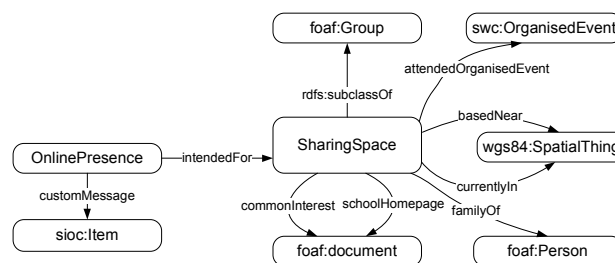 foaf:Group
swc:OrganisedEvent
attendedOrganisedEvent
rdfs:subclassOf
basedNear
OnlinePresence
intendedFor
SharingSpace
wgs84:SpatialThing
customMessage
currentlyIn
commonInterest
schoolHomepage
familyOf
sioc:Item
foaf:document
foaf:Person